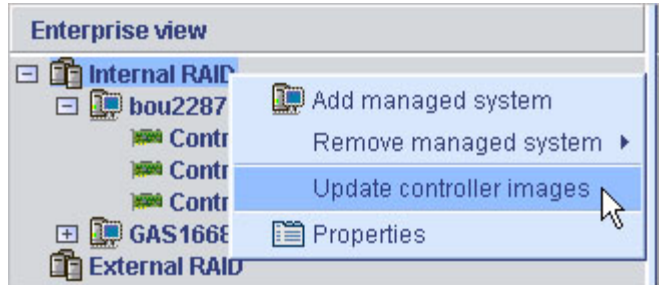 Enterprise view
Internal RAID
bou2287
Add managed system
Contr
Remove managed system
Contr
Update controller images
Contr
GAS1668
Properties
External RAID